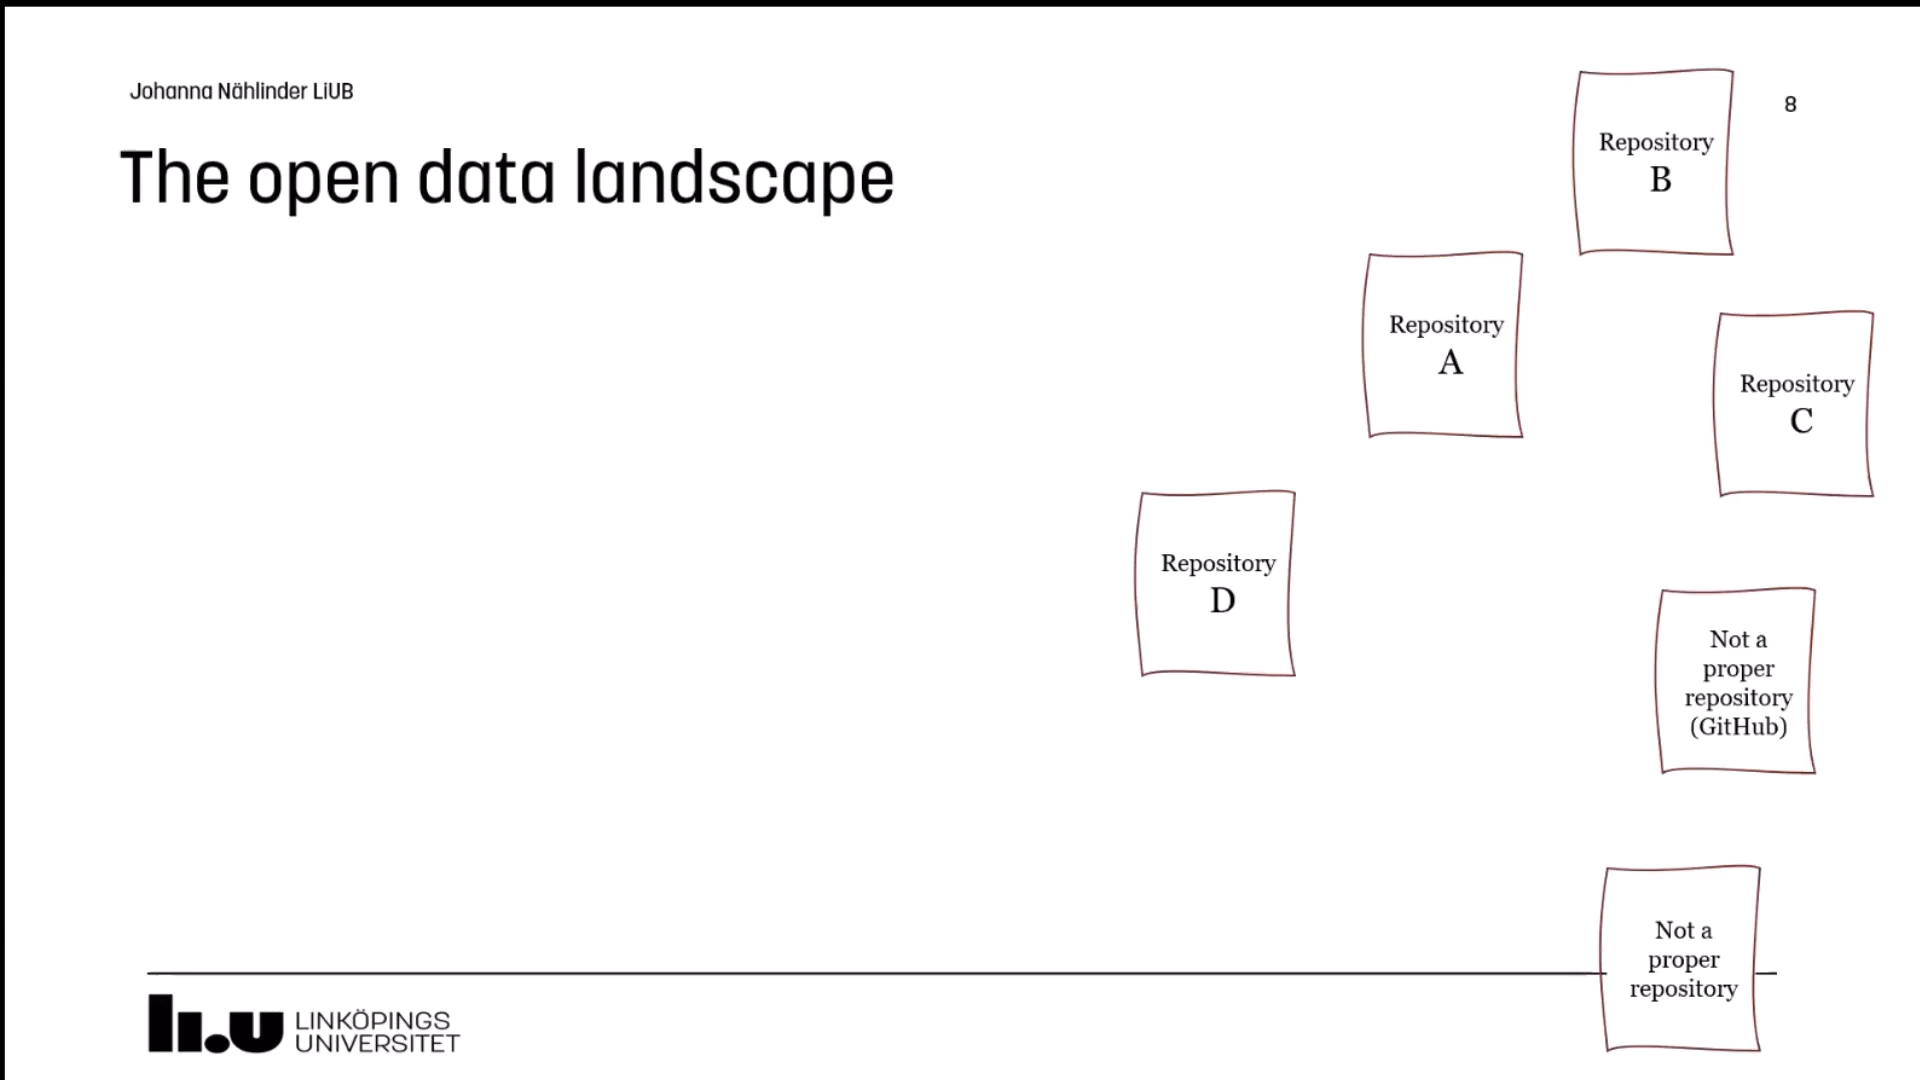 Johanna Nählinder LiUB
8
The open data landscape
Repository
B
Repository
A
Repository
C
Repository
D
Not a
proper
repository
(GitHub)
Not a
proper
repository
li.u LINKÖPINGS
UNIVERSITET